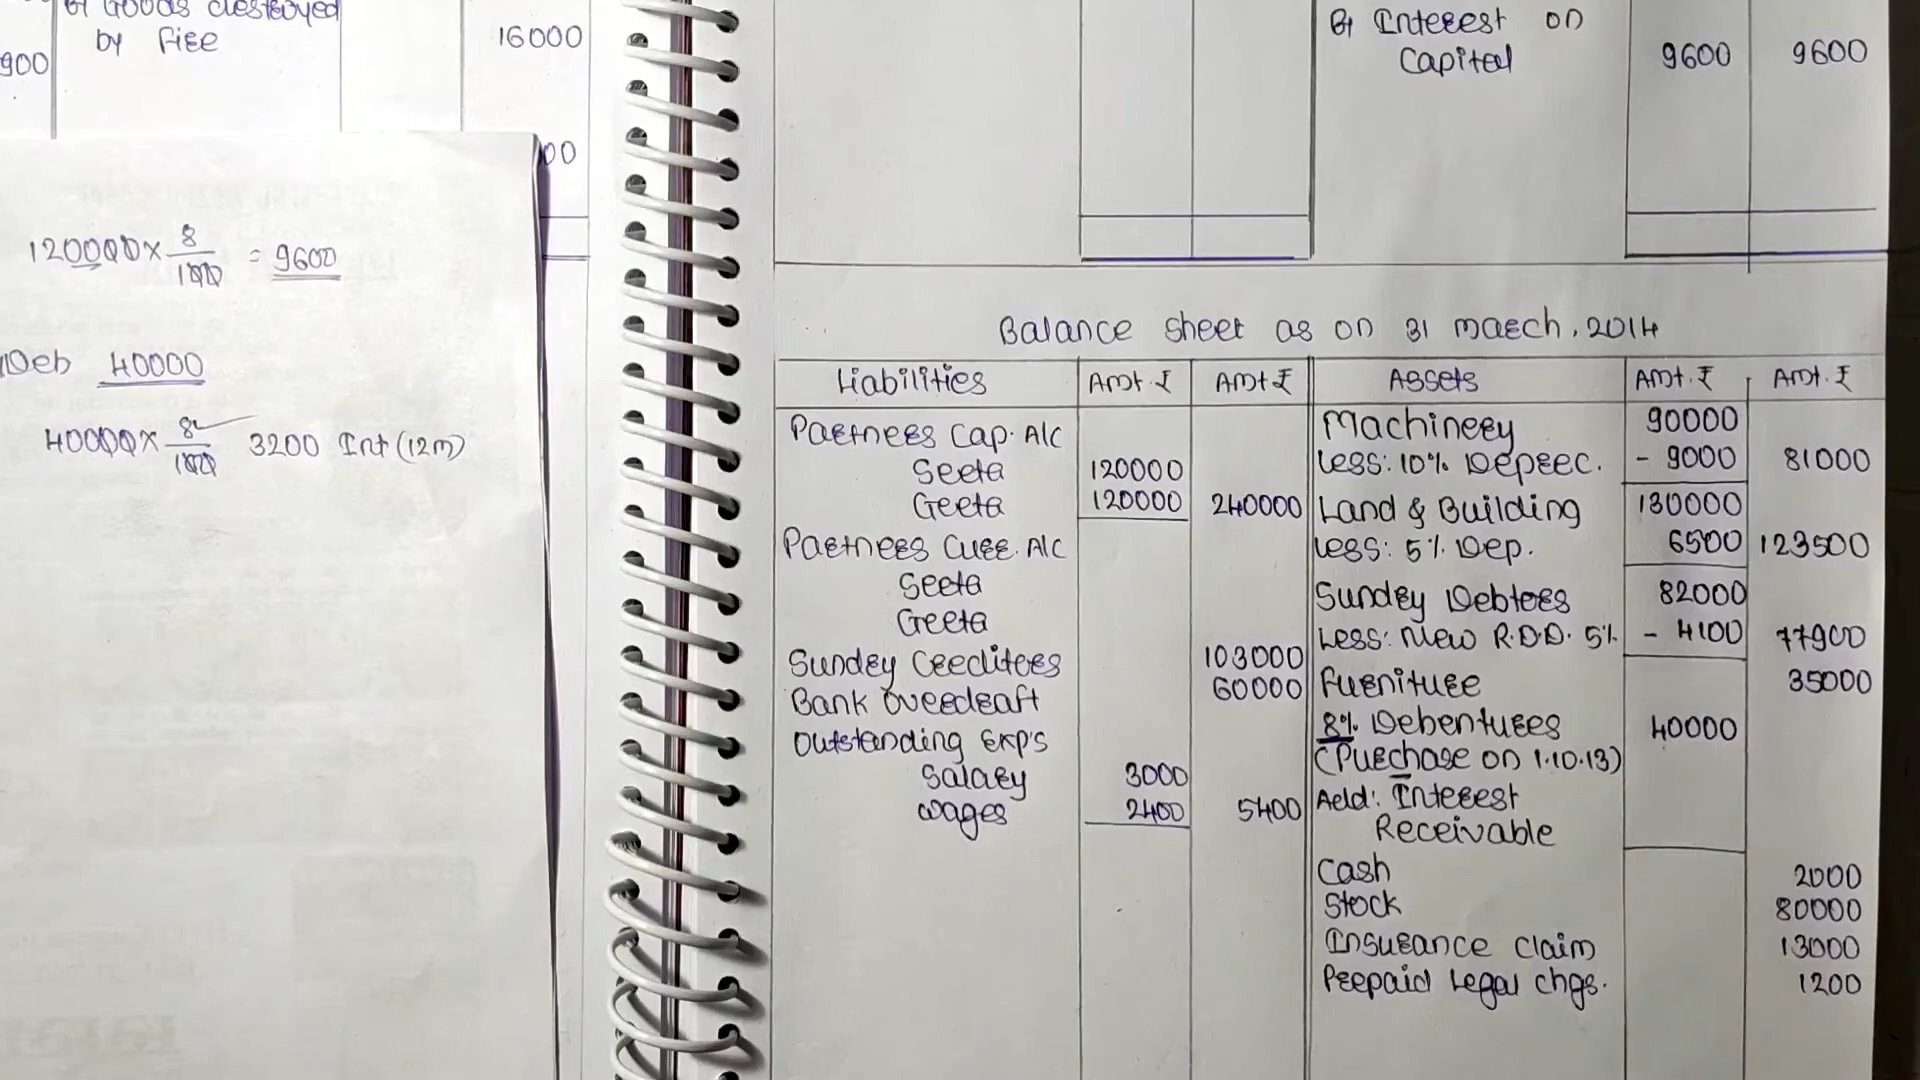 by Goods destroyed
by Fire 16000
900
00
120000 × 8/100 = 9600
Deb 40000
40000 × 8/100 3200 Int (12m)
By Interest on
Capital 9600 9600
Balance sheet as on 31 march, 2014
Liabilities Amt. ₹ Amt ₹ Assets Amt. ₹ Amt. ₹
Partners Cap. A/c Machinery 90000
Seeta 120000 Less: 10% Deprec. - 9000 81000
Geeta 120000 240000 Land & Building 130000
Partners Curr. A/c Less: 5% Dep. 6500 123500
Seeta Sundry Debtors 82000
Geeta Less: New R.D.D. 5% - 4100 77900
Sundry Creditors 103000 Furniture 35000
Bank Overdraft 60000 8% Debentures 40000
Outstanding Exp's (Purchase on 1.10.13)
Salary 3000 Add: Interest
Wages 2400 5400 Receivable
Cash 2000
Stock 80000
Insurance claim 13000
Prepaid Legal chgs. 1200